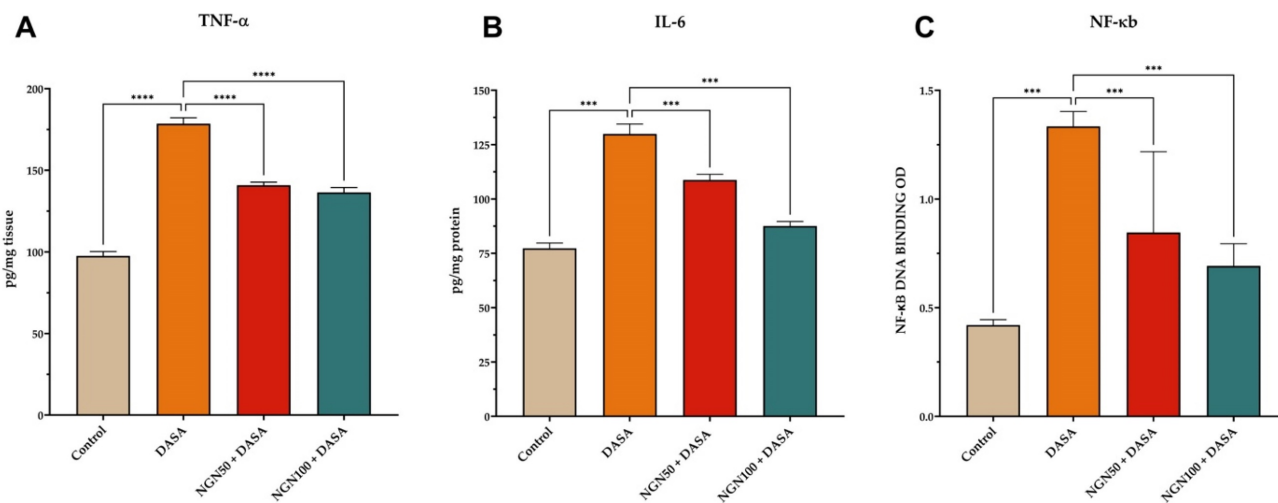 A
TNF-α
pg/mg tissue
200
150
100
50
0
****
****
****
Control
DASA
NGN50 + DASA
NGN100 + DASA
B
IL-6
pg/mg protein
150
125
100
75
50
25
0
***
***
***
Control
DASA
NGN50 + DASA
NGN100 + DASA
C
NF-κb
NF-κB DNA BINDING OD
1.5
1.0
0.5
0.0
***
***
***
Control
DASA
NGN50 + DASA
NGN100 + DASA